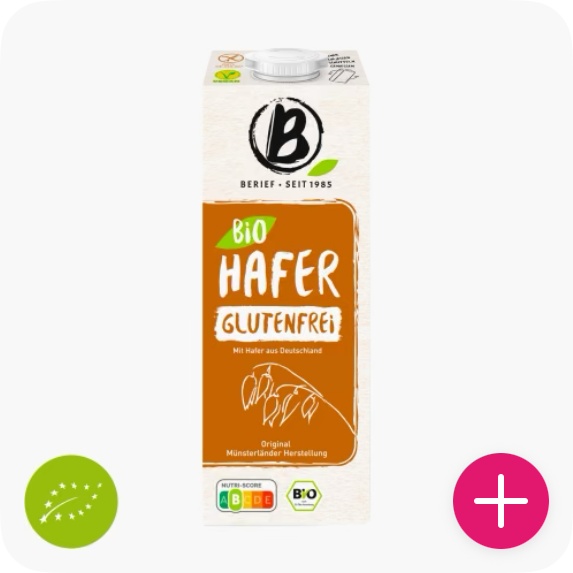 B
BERIEF • SEIT 1985
BiO
HAFER
GLUTENFREi
Mit Hafer aus Deutschland
Original
Münsterländer Herstellung
NUTRI-SCORE
A B C D E
BIO